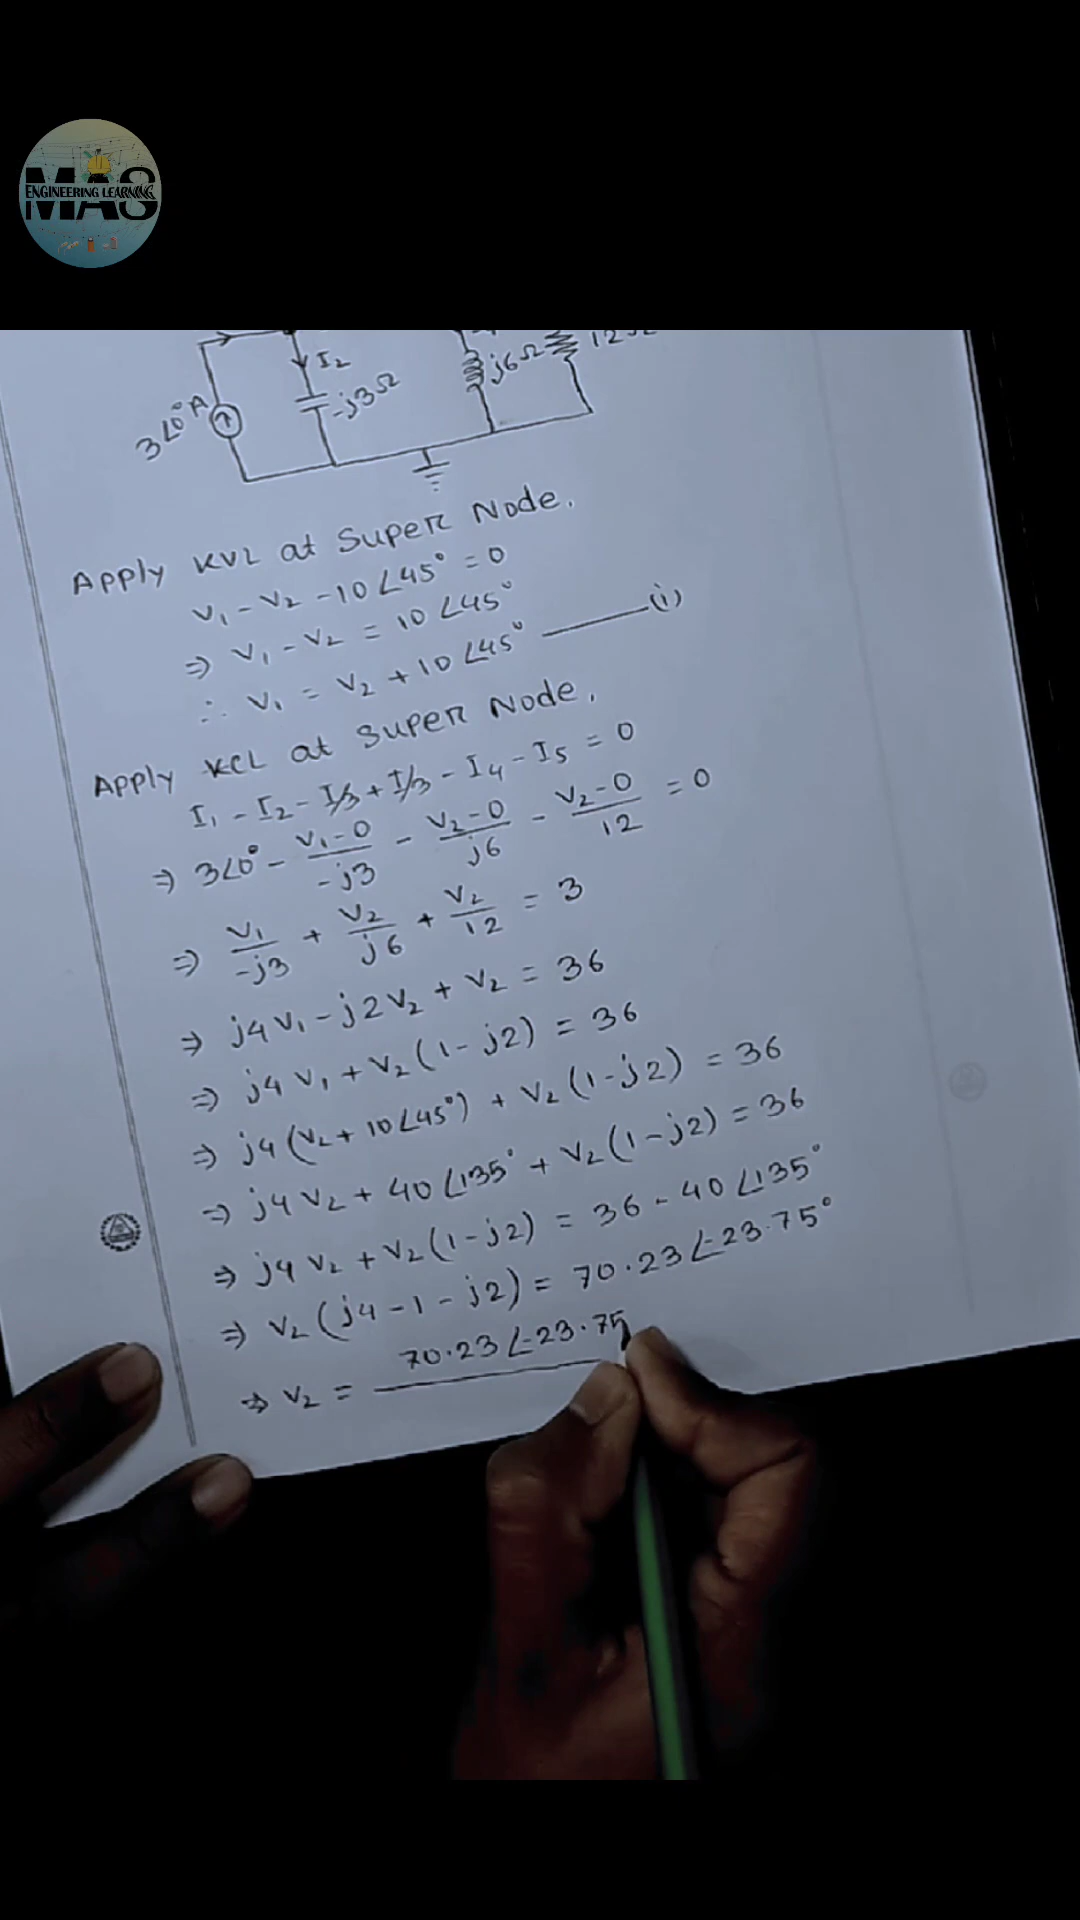 MAS
ENGINEERING LEARNING
I₂
3∠0°A
-j3Ω
j6Ω
Apply KVL at Super Node.
V₁ - V₂ - 10∠45° = 0
⇒ V₁ - V₂ = 10∠45°
∴ V₁ = V₂ + 10∠45° ——— (i)
Apply KCL at Super Node.
I₁ - I₂ - I₃ + I₃ - I₄ - I₅ = 0
⇒ 3∠0° - (V₁-0)/(-j3) - (V₂-0)/(j6) - (V₂-0)/12 = 0
⇒ V₁/(-j3) + V₂/(j6) + V₂/12 = 3
⇒ j4V₁ - j2V₂ + V₂ = 36
⇒ j4V₁ + V₂(1-j2) = 36
⇒ j4(V₂ + 10∠45°) + V₂(1-j2) = 36
⇒ j4V₂ + 40∠135° + V₂(1-j2) = 36
⇒ j4V₂ + V₂(1-j2) = 36 - 40∠135°
⇒ V₂(j4-1-j2) = 70.23∠-23.75°
⇒ V₂ = 70.23∠-23.75